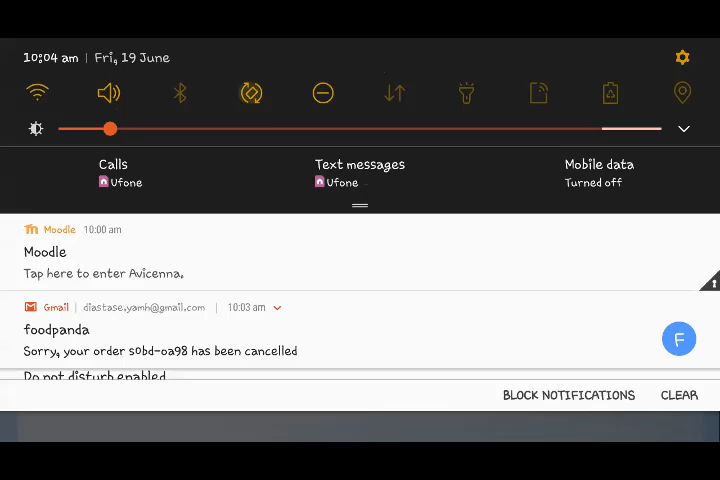 10:04 am | Fri, 19 June
Calls
Ufone
Text messages
Ufone
Mobile data
Turned off
Moodle 10:00 am
Moodle
Tap here to enter Avicenna.
Gmail | diastase.yamh@gmail.com | 10:03 am
foodpanda
Sorry, your order s0bd-oa98 has been cancelled
F
Do not disturb enabled
BLOCK NOTIFICATIONS CLEAR